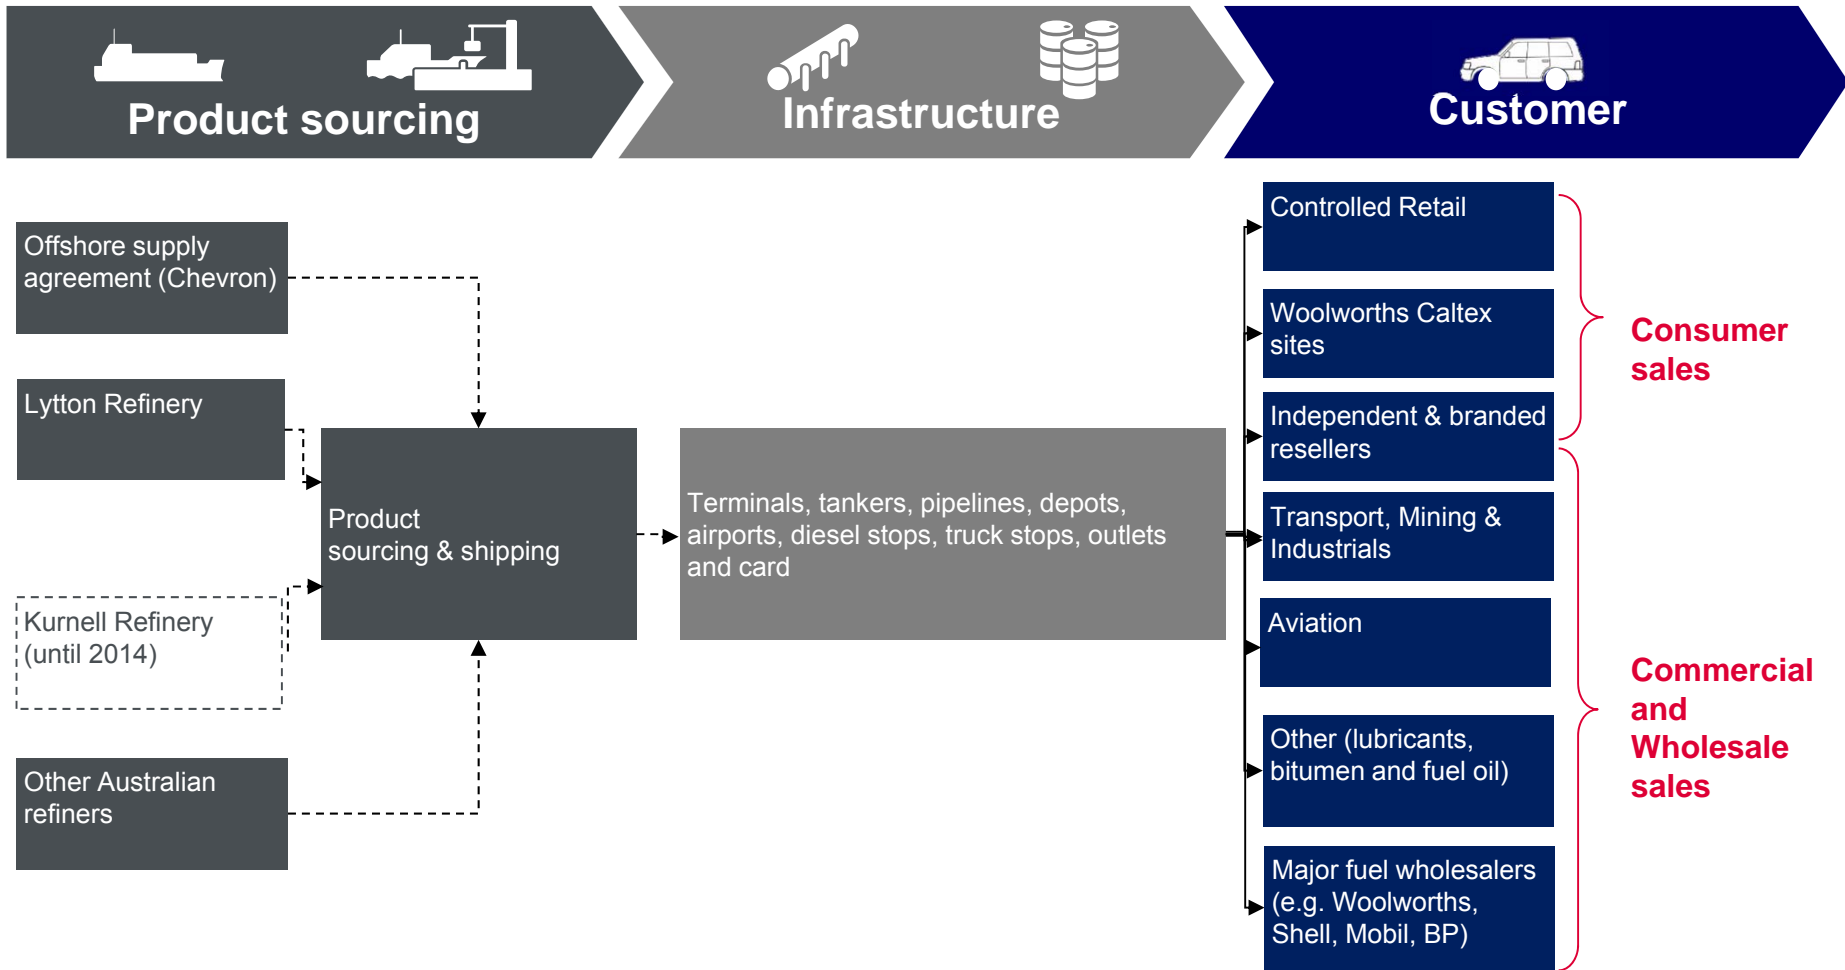 Product sourcing
Infrastructure
Customer
Offshore supply
agreement (Chevron)
Lytton Refinery
Kurnell Refinery
(until 2014)
Other Australian
refiners
Product
sourcing & shipping
Terminals, tankers, pipelines, depots,
airports, diesel stops, truck stops, outlets
and card
Controlled Retail
Woolworths Caltex
sites
Independent & branded
resellers
Transport, Mining &
Industrials
Aviation
Other (lubricants,
bitumen and fuel oil)
Major fuel wholesalers
(e.g. Woolworths,
Shell, Mobil, BP)
Consumer
sales
Commercial
and
Wholesale
sales